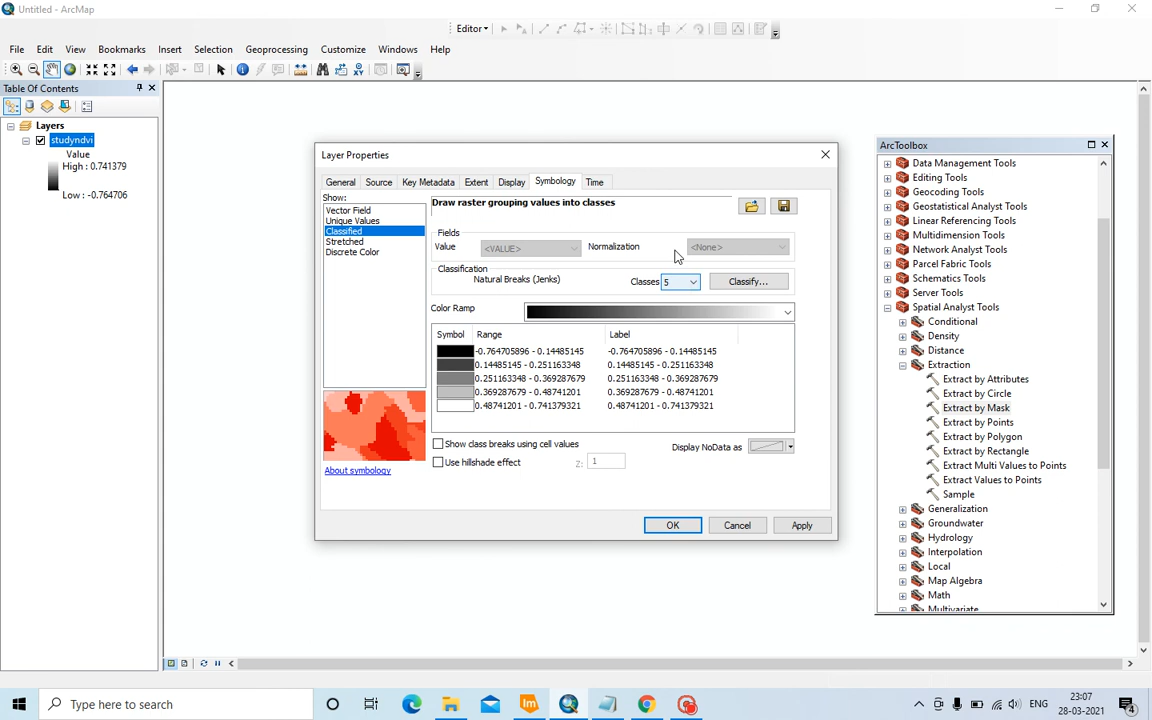 Untitled - ArcMap
Editor
File Edit View Bookmarks Insert Selection Geoprocessing Customize Windows Help
Table Of Contents
Layers
studyndvi
Value
High : 0.741379
Low : -0.764706
Layer Properties
General Source Key Metadata Extent Display Symbology Time
Show:
Vector Field
Unique Values
Classified
Stretched
Discrete Color
About symbology
Draw raster grouping values into classes
Fields
Value <VALUE> Normalization <None>
Classification
Natural Breaks (Jenks) Classes 5 Classify...
Color Ramp
Symbol Range Label
-0.764705896 - 0.14485145 -0.764705896 - 0.14485145
0.14485145 - 0.251163348 0.14485145 - 0.251163348
0.251163348 - 0.369287679 0.251163348 - 0.369287679
0.369287679 - 0.48741201 0.369287679 - 0.48741201
0.48741201 - 0.741379321 0.48741201 - 0.741379321
Show class breaks using cell values Display NoData as
Use hillshade effect Z: 1
OK Cancel Apply
ArcToolbox
Data Management Tools
Editing Tools
Geocoding Tools
Geostatistical Analyst Tools
Linear Referencing Tools
Multidimension Tools
Network Analyst Tools
Parcel Fabric Tools
Schematics Tools
Server Tools
Spatial Analyst Tools
Conditional
Density
Distance
Extraction
Extract by Attributes
Extract by Circle
Extract by Mask
Extract by Points
Extract by Polygon
Extract by Rectangle
Extract Multi Values to Points
Extract Values to Points
Sample
Generalization
Groundwater
Hydrology
Interpolation
Local
Map Algebra
Math
Multivariate
Type here to search
ENG
23:07
28-03-2021
4